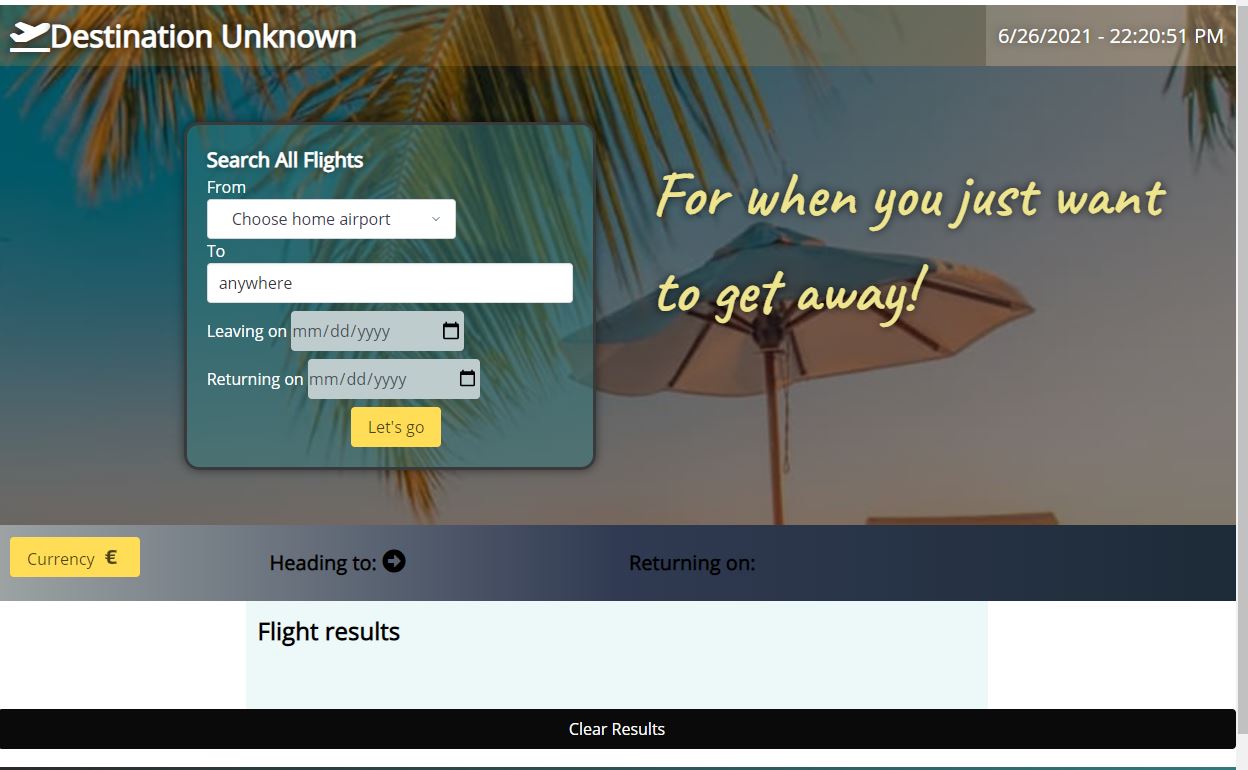 Destination Unknown
6/26/2021 - 22:20:51 PM
Search All Flights
From
Choose home airport
To
anywhere
Leaving on mm/dd/yyyy
Returning on mm/dd/yyyy
Let's go
For when you just want
to get away!
Currency €
Heading to:
Returning on:
Flight results
Clear Results